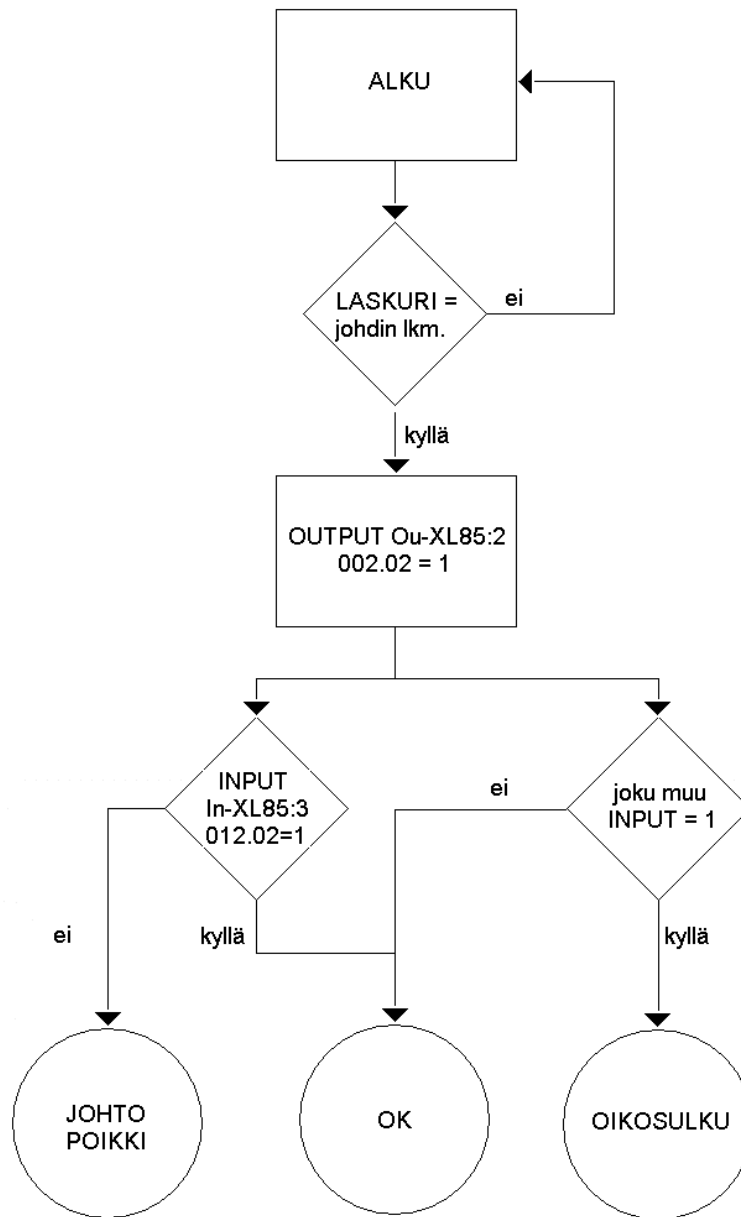 ALKU
LASKURI =
johdin lkm.
ei
kyllä
OUTPUT Ou-XL85:2
002.02 = 1
INPUT
In-XL85:3
012.02=1
ei
joku muu
INPUT = 1
ei
kyllä
kyllä
JOHTO
POIKKI
OK
OIKOSULKU